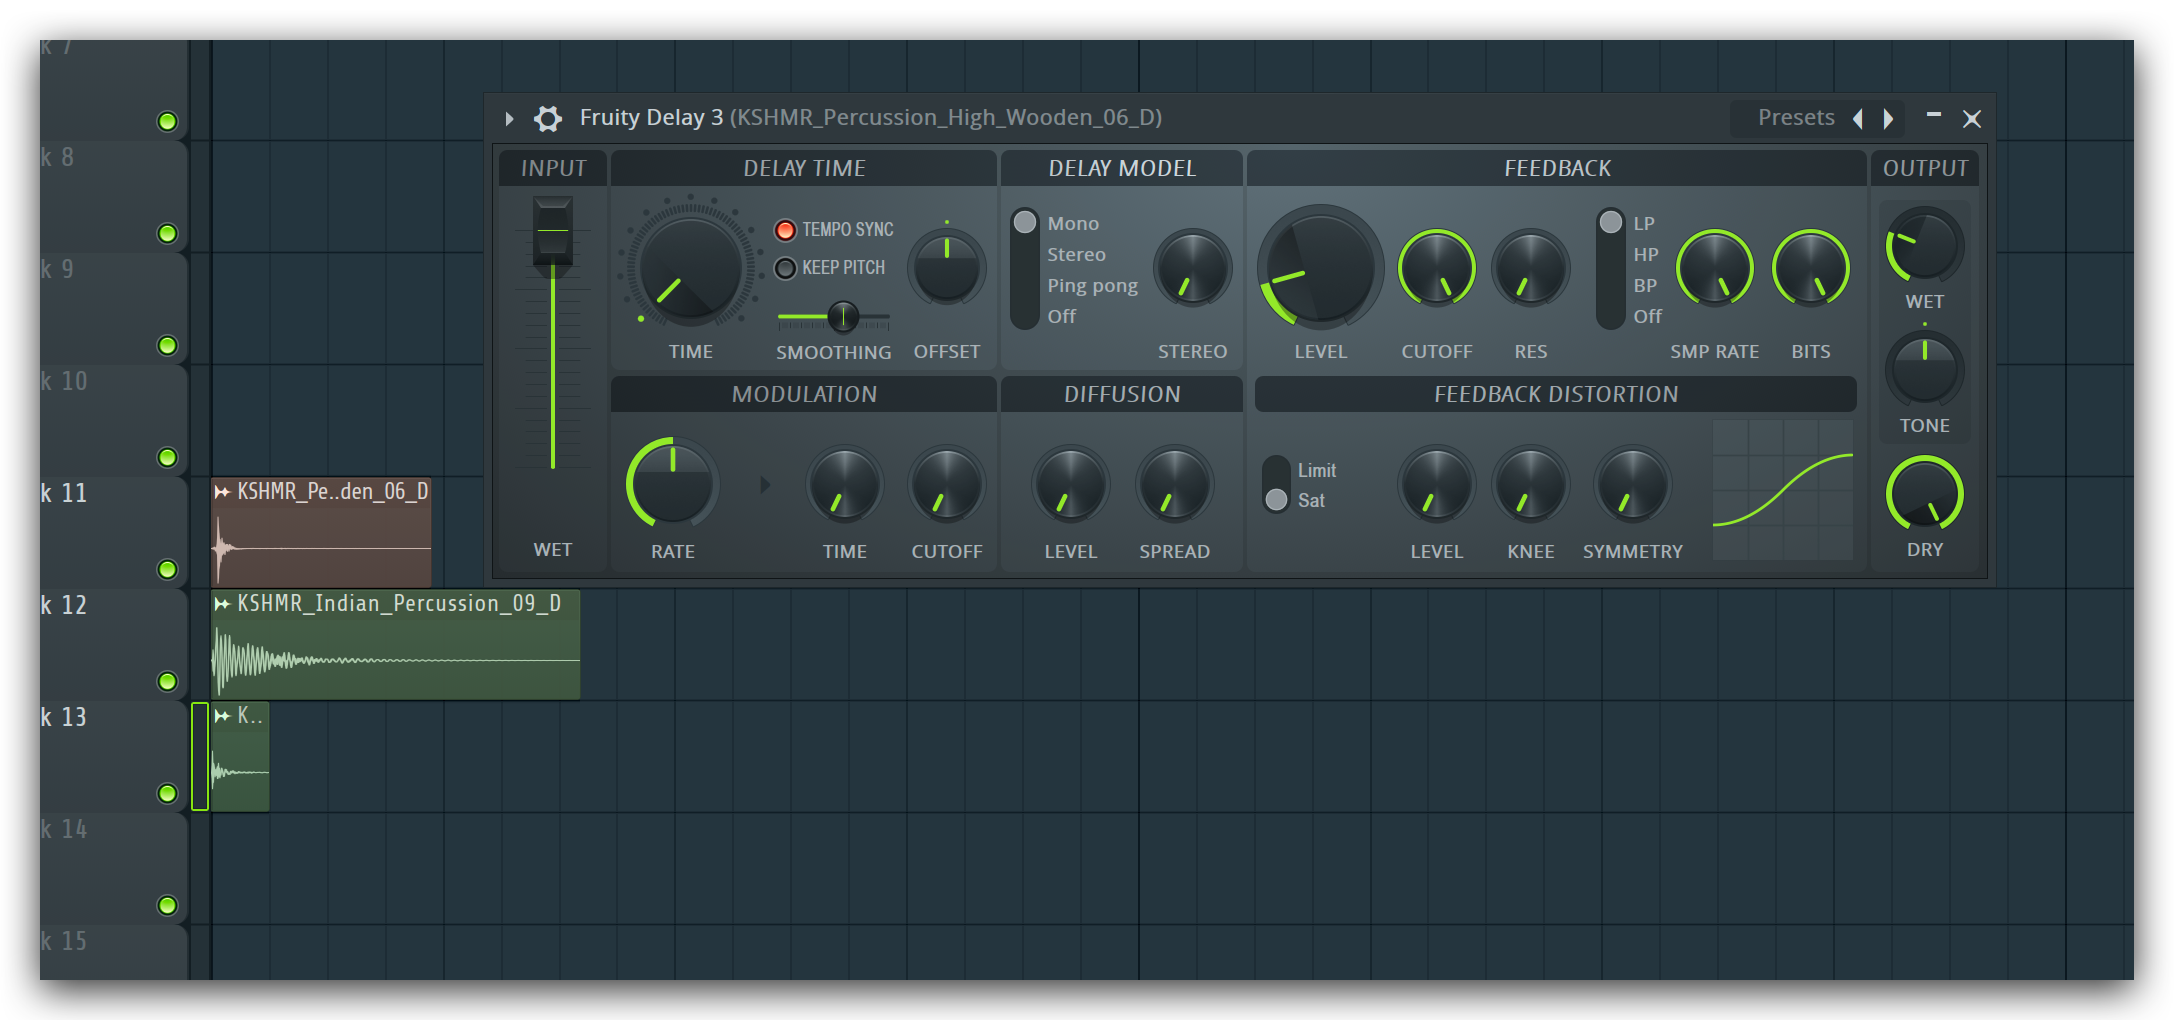 k 7
k 8
k 9
k 10
k 11
k 12
k 13
k 14
k 15
Fruity Delay 3 (KSHMR_Percussion_High_Wooden_06_D)
Presets
INPUT
WET
DELAY TIME
TEMPO SYNC
KEEP PITCH
TIME
SMOOTHING
OFFSET
DELAY MODEL
Mono
Stereo
Ping pong
Off
STEREO
FEEDBACK
LEVEL
CUTOFF
RES
LP
HP
BP
Off
SMP RATE
BITS
OUTPUT
WET
TONE
DRY
MODULATION
RATE
TIME
CUTOFF
DIFFUSION
LEVEL
SPREAD
FEEDBACK DISTORTION
Limit
Sat
LEVEL
KNEE
SYMMETRY
KSHMR_Pe..den_06_D
KSHMR_Indian_Percussion_09_D
K..